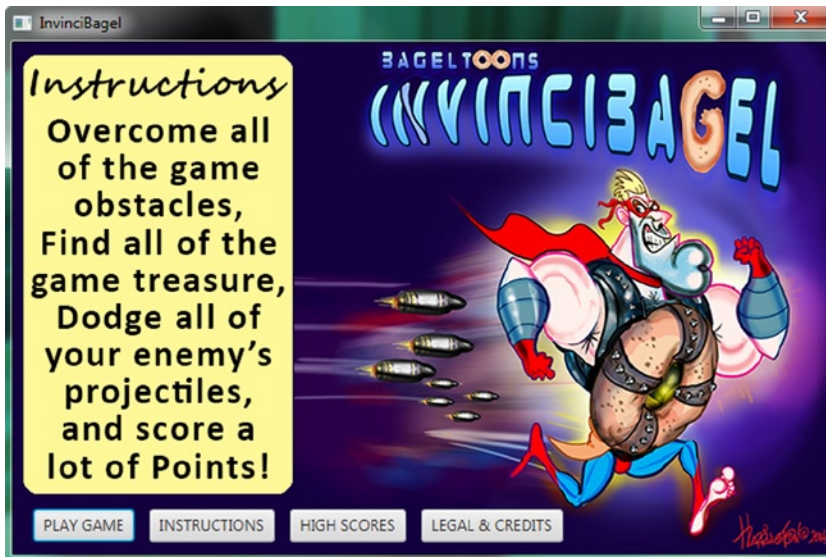 InvinciBagel
Instructions
Overcome all
of the game
obstacles,
Find all of the
game treasure,
Dodge all of
your enemy's
projectiles,
and score a
lot of Points!
BAGELTOONS
INVINCIBAGEL
PLAY GAME
INSTRUCTIONS
HIGH SCORES
LEGAL & CREDITS